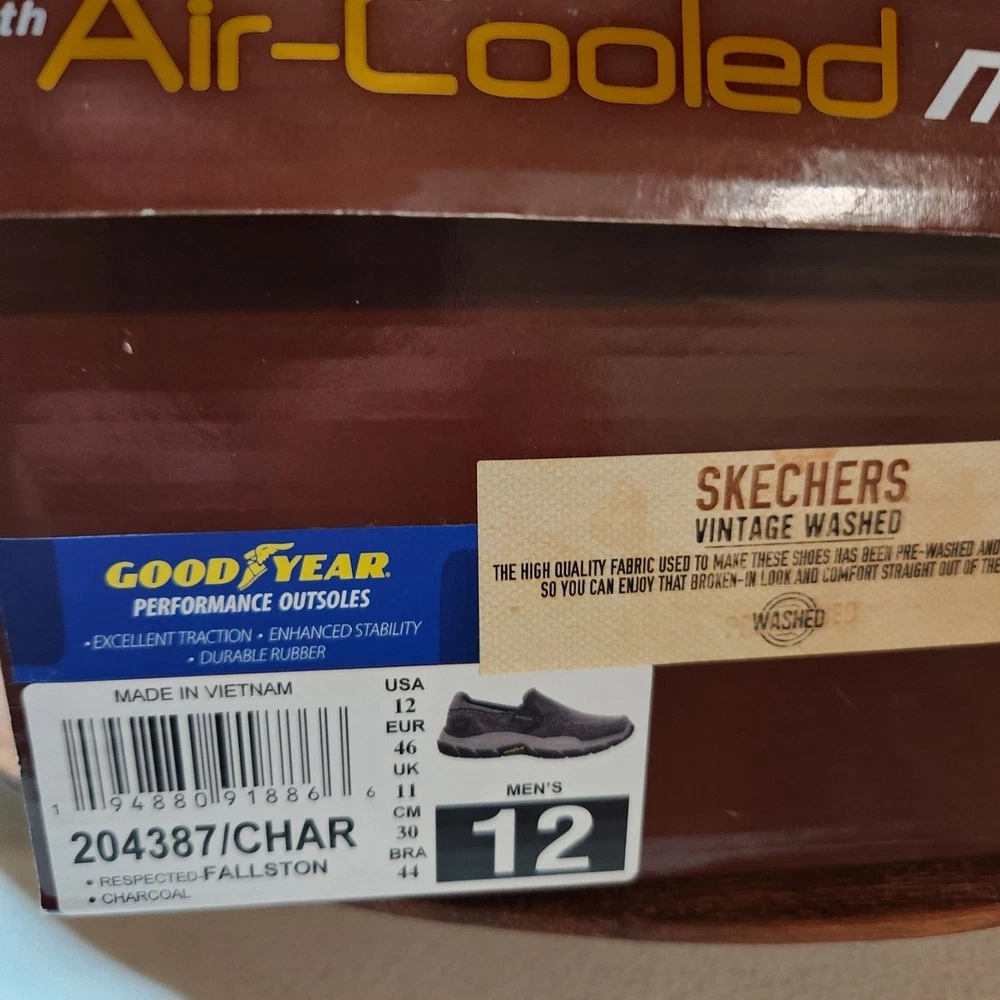 th Air-Cooled
SKECHERS
VINTAGE WASHED
THE HIGH QUALITY FABRIC USED TO MAKE THESE SHOES HAS BEEN PRE-WASHED AND
SO YOU CAN ENJOY THAT BROKEN-IN LOOK AND COMFORT STRAIGHT OUT OF THE
WASHED
GOOD YEAR
PERFORMANCE OUTSOLES
• EXCELLENT TRACTION • ENHANCED STABILITY
• DURABLE RUBBER
MADE IN VIETNAM
1 94880 91886 6
204387/CHAR
• RESPECTED-FALLSTON
• CHARCOAL
USA
12
EUR
46
UK
11
CM
30
BRA
44
MEN'S
12